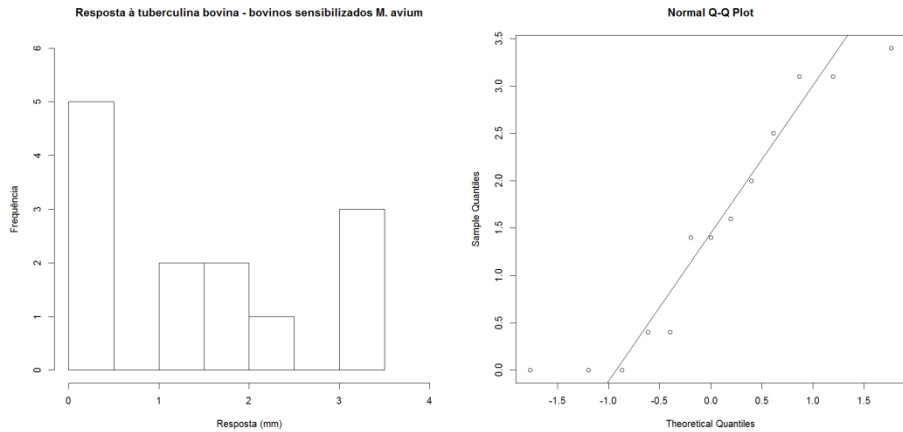 Resposta à tuberculina bovina - bovinos sensibilizados M. avium
Frequência
6
5
4
3
2
1
0
0 1 2 3 4
Resposta (mm)
Normal Q-Q Plot
Sample Quantiles
3.5
3.0
2.5
2.0
1.5
1.0
0.5
0.0
-1.5 -1.0 -0.5 0.0 0.5 1.0 1.5
Theoretical Quantiles